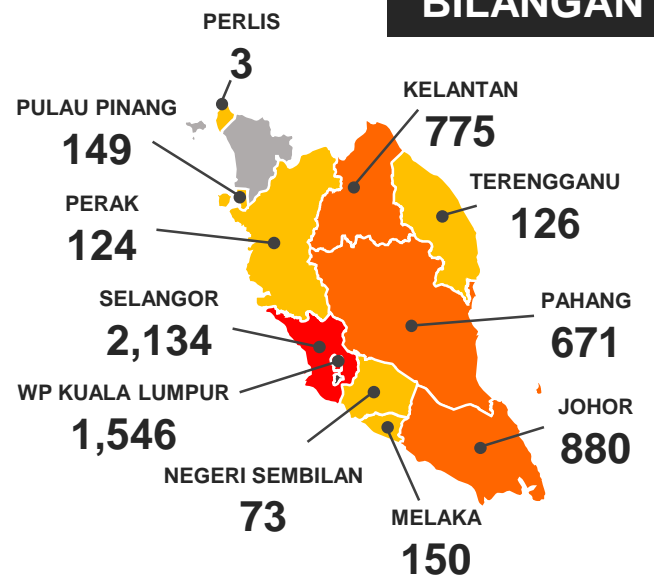 BILANGAN
PERLIS
3
PULAU PINANG
149
KELANTAN
775
TERENGGANU
126
PERAK
124
SELANGOR
2,134
PAHANG
671
WP KUALA LUMPUR
1,546
JOHOR
880
NEGERI SEMBILAN
73
MELAKA
150